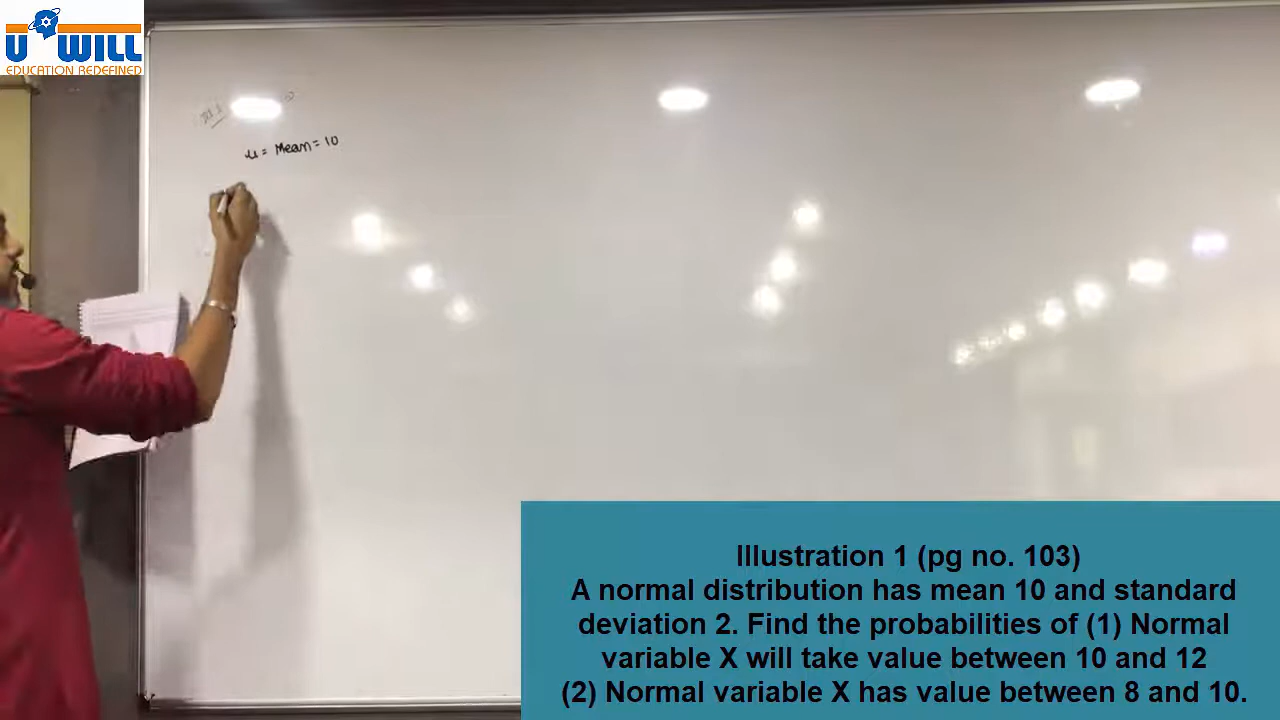 U WILL
EDUCATION REDEFINED
Ill 1
μ = Mean = 10
Illustration 1 (pg no. 103)
A normal distribution has mean 10 and standard
deviation 2. Find the probabilities of (1) Normal
variable X will take value between 10 and 12
(2) Normal variable X has value between 8 and 10.